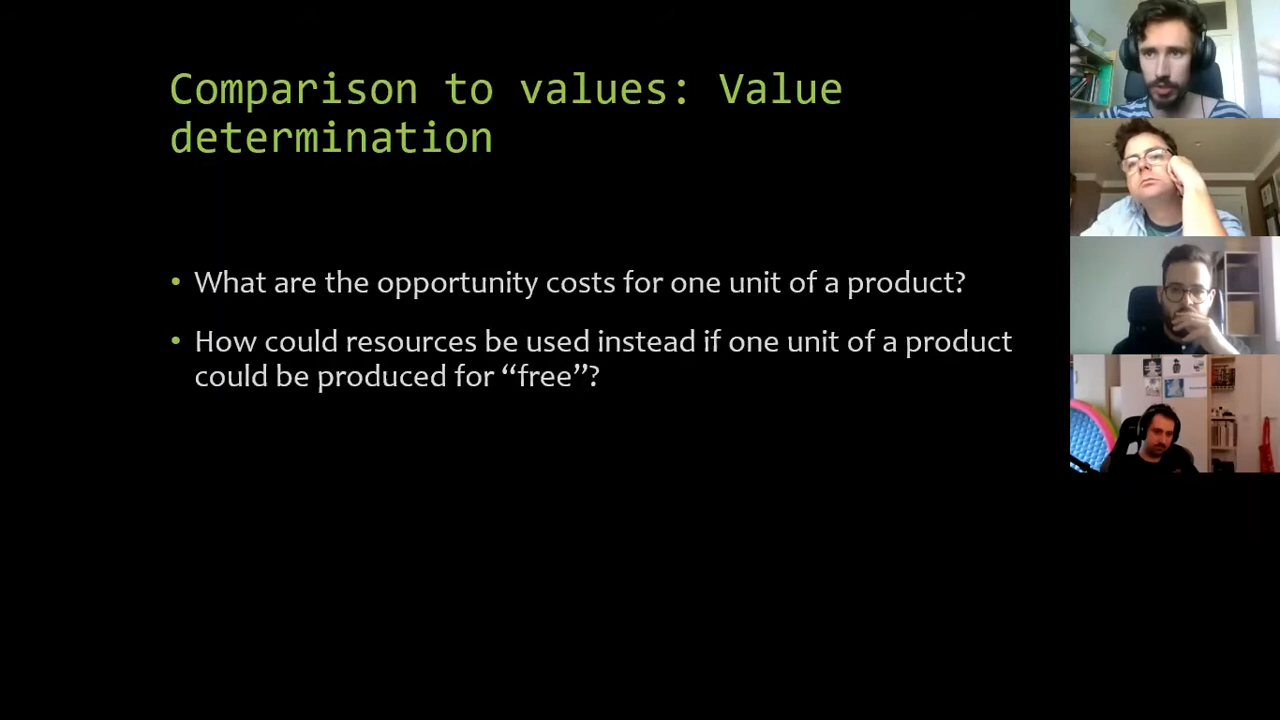 Comparison to values: Value
determination
• What are the opportunity costs for one unit of a product?
• How could resources be used instead if one unit of a product
could be produced for “free”?